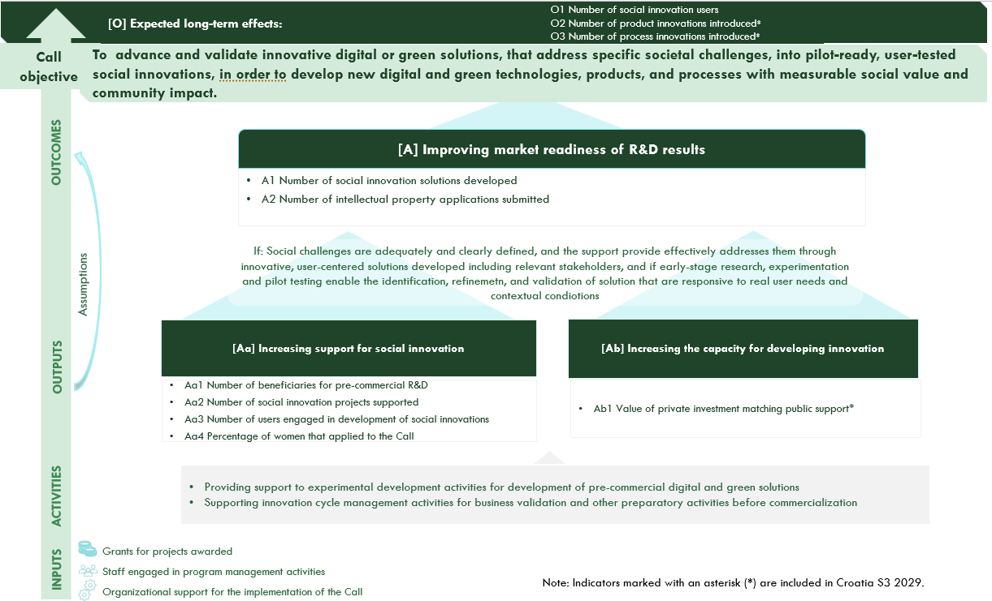 [O] Expected long-term effects:
O1 Number of social innovation users
O2 Number of product innovations introduced*
O3 Number of process innovations introduced*
Call
objective
To advance and validate innovative digital or green solutions, that address specific societal challenges, into pilot-ready, user-tested
social innovations, in order to develop new digital and green technologies, products, and processes with measurable social value and
community impact.
OUTCOMES
[A] Improving market readiness of R&D results
• A1 Number of social innovation solutions developed
• A2 Number of intellectual property applications submitted
Assumptions
If: Social challenges are adequately and clearly defined, and the support provide effectively addresses them through
innovative, user-centered solutions developed including relevant stakeholders, and if early-stage research, experimentation
and pilot testing enable the identification, refinemetn, and validation of solution that are responsive to real user needs and
contextual condiotions
OUTPUTS
[Aa] Increasing support for social innovation
• Aa1 Number of beneficiaries for pre-commercial R&D
• Aa2 Number of social innovation projects supported
• Aa3 Number of users engaged in development of social innovations
• Aa4 Percentage of women that applied to the Call
[Ab] Increasing the capacity for developing innovation
• Ab1 Value of private investment matching public support*
ACTIVITIES
• Providing support to experimental development activities for development of pre-commercial digital and green solutions
• Supporting innovation cycle management activities for business validation and other preparatory activities before commercialization
INPUTS
Grants for projects awarded
Staff engaged in program management activities
Organizational support for the implementation of the Call
Note: Indicators marked with an asterisk (*) are included in Croatia S3 2029.